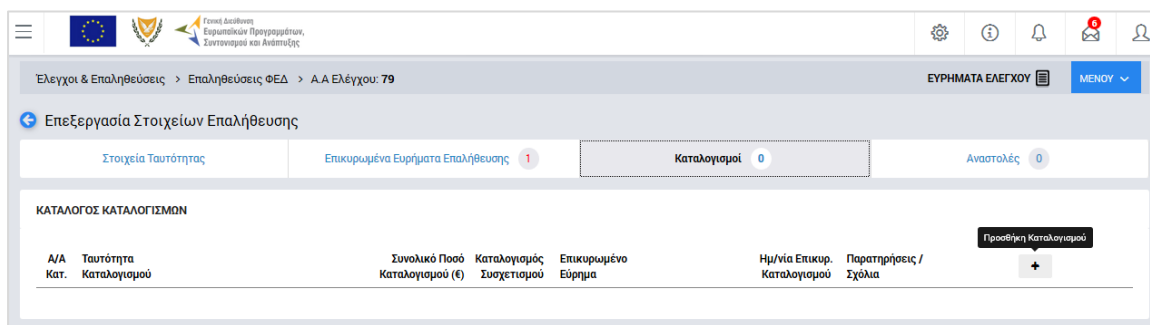 Γενική Διεύθυνση
Ευρωπαϊκών Προγραμμάτων,
Συντονισμού και Ανάπτυξης
6
Έλεγχοι & Επαληθεύσεις > Επαληθεύσεις ΦΕΔ > Α.Α Ελέγχου: 79
ΕΥΡΗΜΑΤΑ ΕΛΕΓΧΟΥ
ΜΕΝΟΥ
Επεξεργασία Στοιχείων Επαλήθευσης
Στοιχεία Ταυτότητας
Επικυρωμένα Ευρήματα Επαλήθευσης 1
Καταλογισμοί 0
Αναστολές 0
ΚΑΤΑΛΟΓΟΣ ΚΑΤΑΛΟΓΙΣΜΩΝ
Προσθήκη Καταλογισμού
Α/Α Ταυτότητα Συνολικό Ποσό Καταλογισμός Επικυρωμένο Ημ/νία Επικυρ. Παρατηρήσεις /
Κατ. Καταλογισμού Καταλογισμού (€) Συσχετισμού Εύρημα Καταλογισμού Σχόλια
+